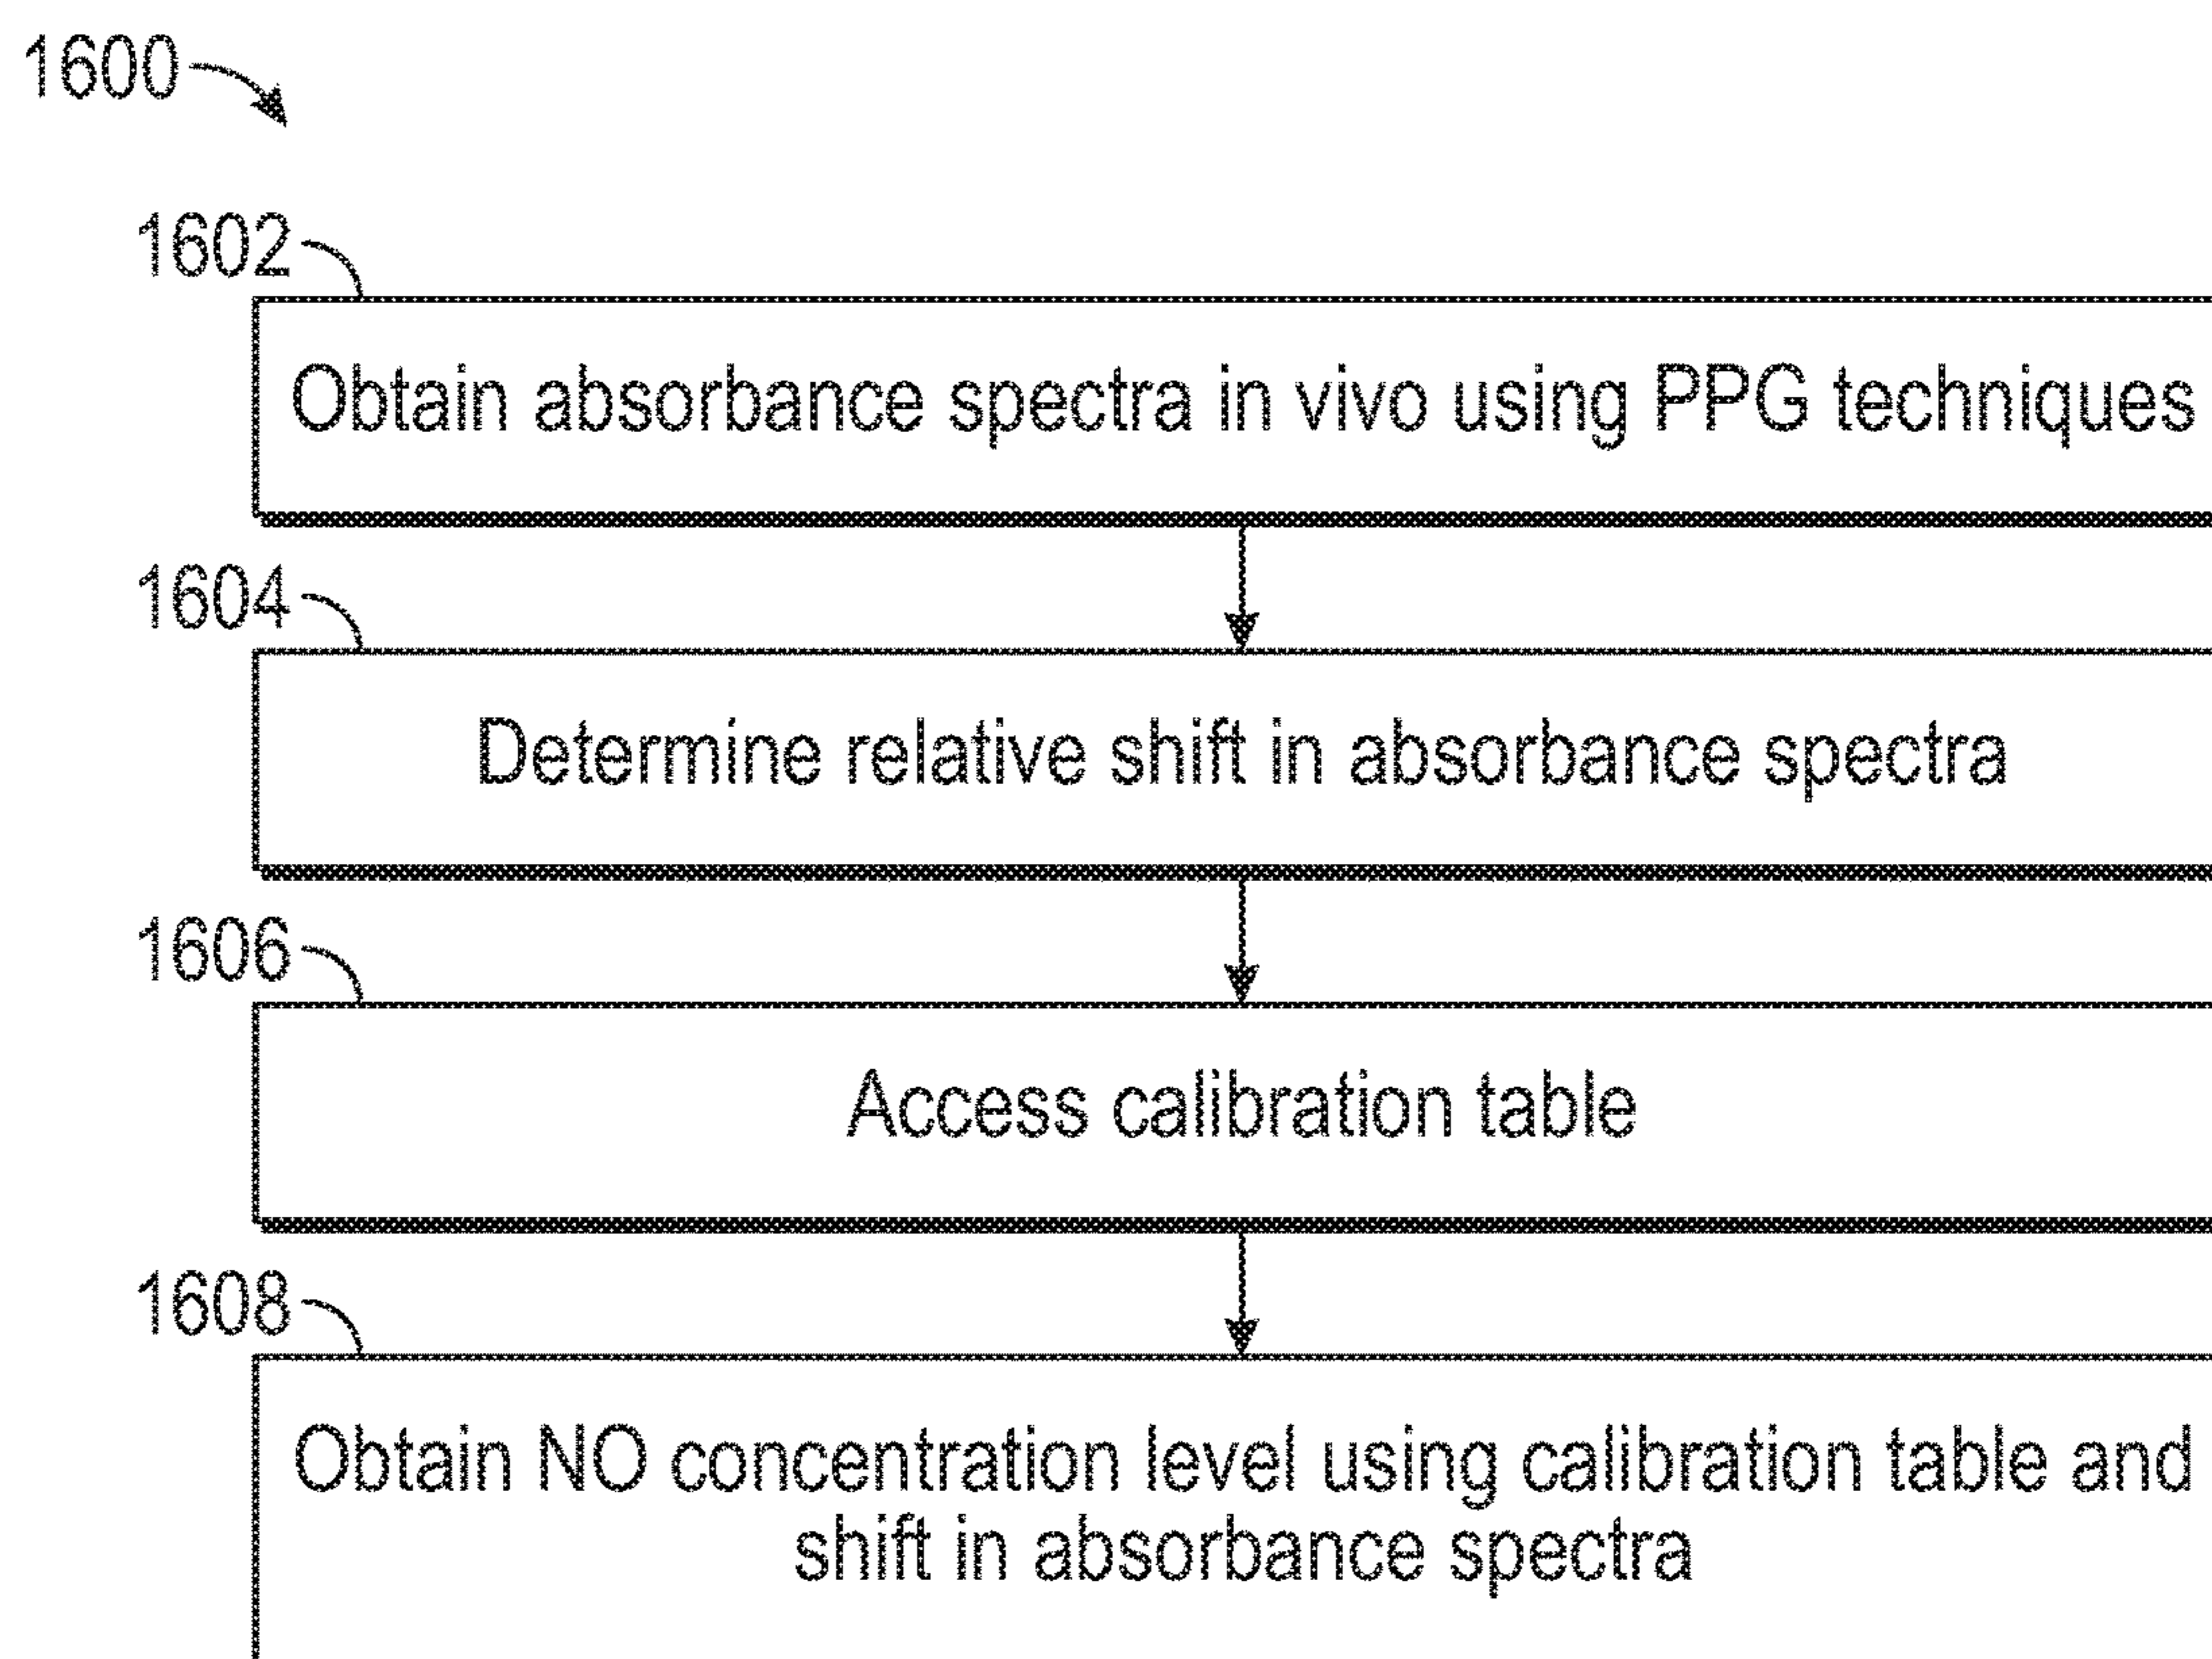 1600
1602
Obtain absorbance spectra in vivo using PPG techniques
1604
Determine relative shift in absorbance spectra
1606
Access calibration table
1608
Obtain NO concentration level using calibration table and
shift in absorbance spectra